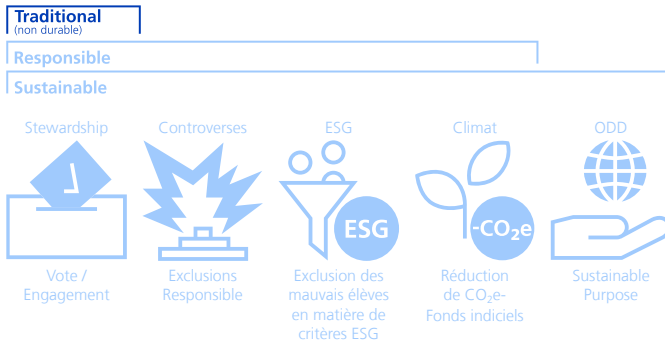 Traditional
(non durable)
Responsible
Sustainable
Stewardship
Controverses
ESG
Climat
ODD
ESG
-CO₂e
Vote /
Engagement
Exclusions
Responsible
Exclusion des
mauvais élèves
en matière de
critères ESG
Réduction
de CO₂e-
Fonds indiciels
Sustainable
Purpose